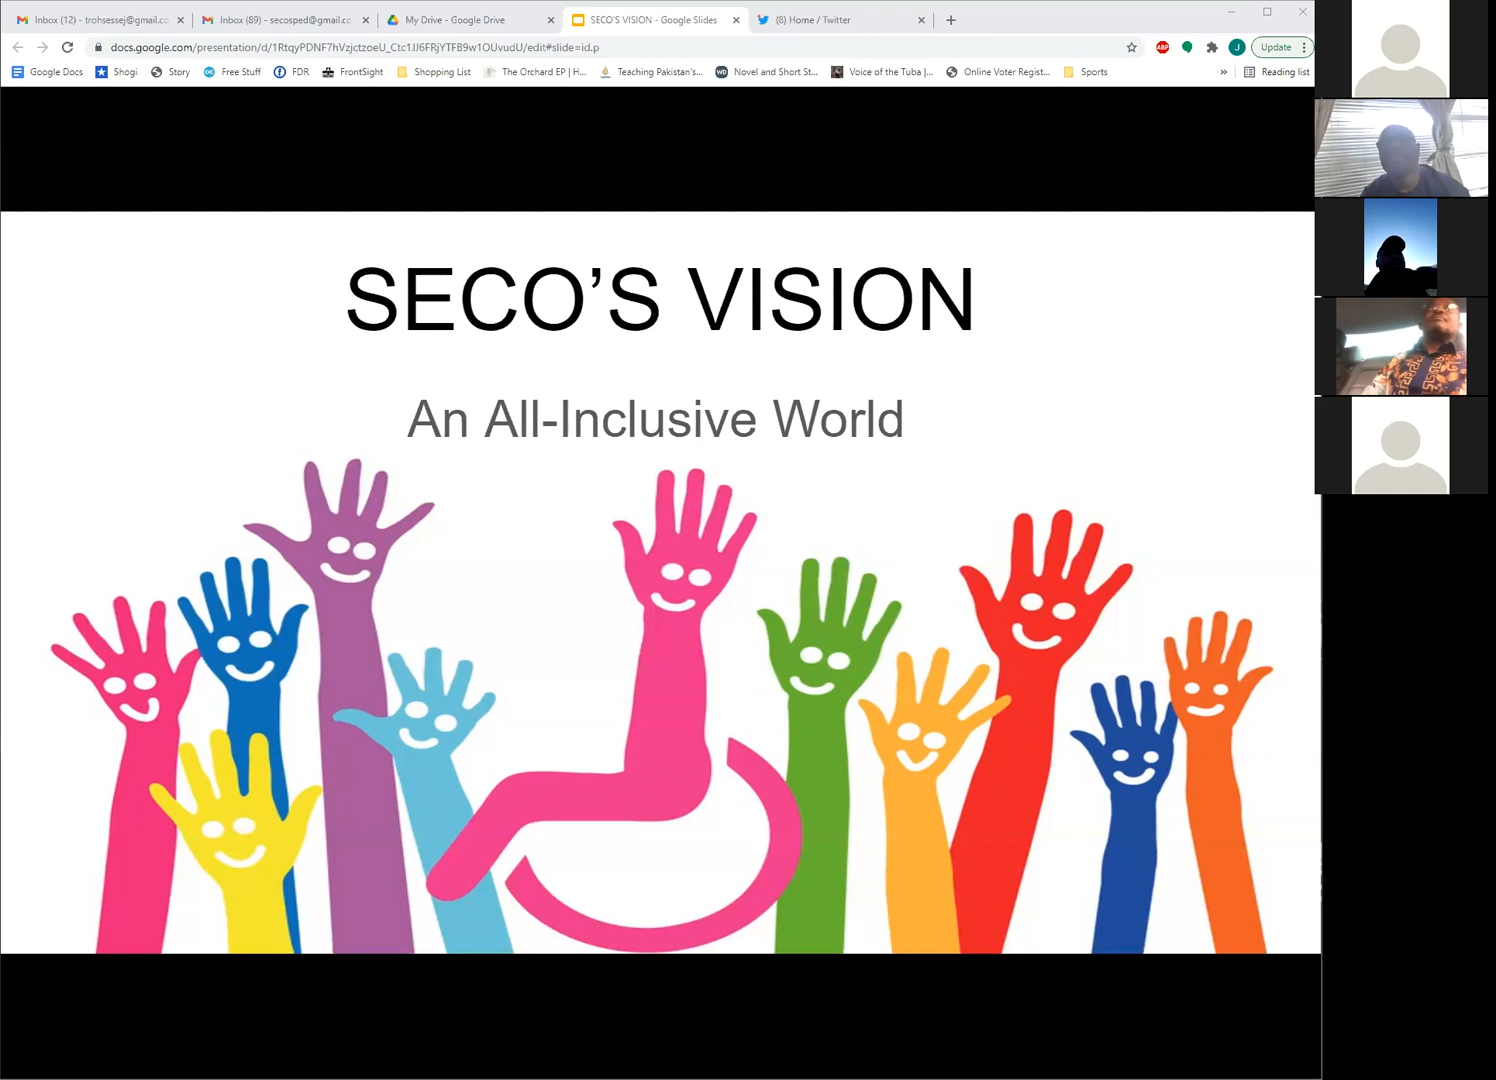 Inbox (12) - trohsessej@gmail.co
Inbox (89) - secosped@gmail.co
My Drive - Google Drive
SECO'S VISION - Google Slides
(8) Home / Twitter
docs.google.com/presentation/d/1RtqyPDNF7hVzjctzoeU_Ctc1JJ6FRjYTFB9w1OUvudU/edit#slide=id.p
ABP
J
Update
Google Docs
Shogi
Story
Free Stuff
FDR
FrontSight
Shopping List
The Orchard EP | H...
Teaching Pakistan's...
Novel and Short St...
Voice of the Tuba |...
Online Voter Regist...
Sports
»
Reading list
SECO’S VISION
An All-Inclusive World